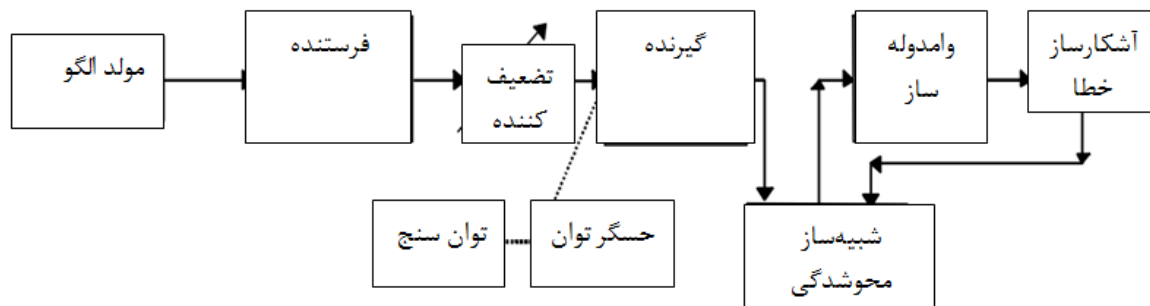 مولد الگو
فرستنده
تضعیف
کننده
گیرنده
وامدوله
ساز
آشکارساز
خطا
توان سنج
حسگر توان
شبیه‌ساز
محوشدگی